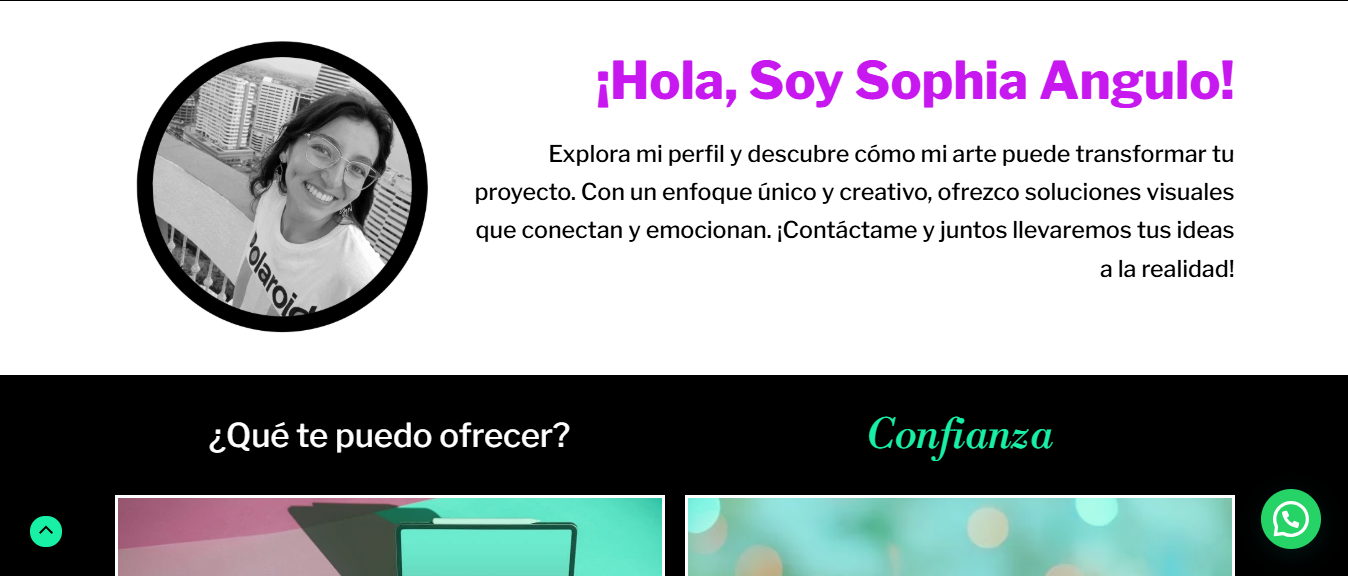 ¡Hola, Soy Sophia Angulo!
Explora mi perfil y descubre cómo mi arte puede transformar tu
proyecto. Con un enfoque único y creativo, ofrezco soluciones visuales
que conectan y emocionan. ¡Contáctame y juntos llevaremos tus ideas
a la realidad!
Polaroid
¿Qué te puedo ofrecer?
Confianza